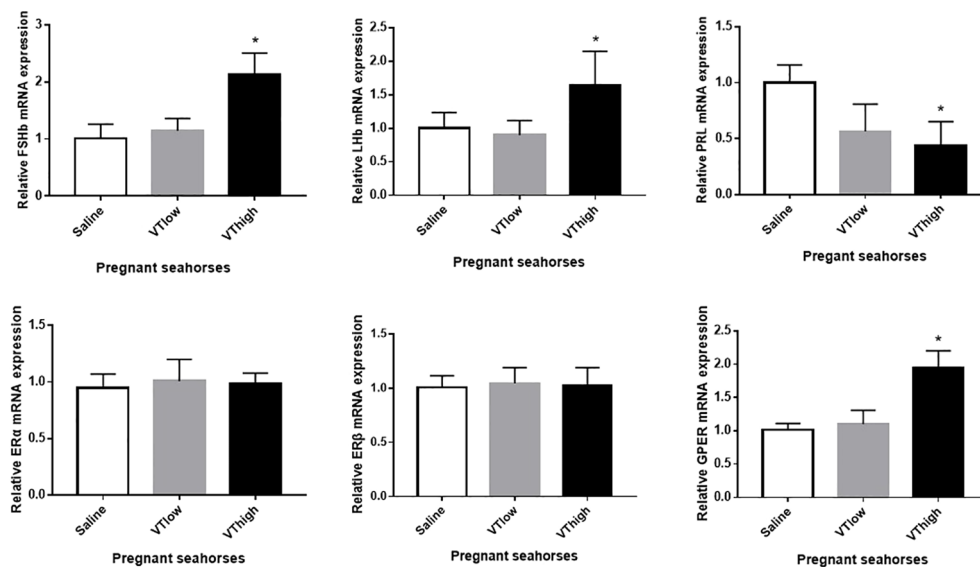 Relative FSHb mRNA expression
3
2
1
0
*
Saline
VTlow
VThigh
Pregnant seahorses
Relative LHb mRNA expression
2.5
2.0
1.5
1.0
0.5
0.0
*
Saline
VTlow
VThigh
Pregnant seahorses
Relative PRL mRNA expression
1.5
1.0
0.5
0.0
*
Saline
VTlow
VThigh
Pregant seahorses
Relative ERα mRNA expression
1.5
1.0
0.5
0.0
Saline
VTlow
VThigh
Pregnant seahorses
Relative ERβ mRNA expression
1.5
1.0
0.5
0.0
Saline
VTlow
VThigh
Pregnant seahorses
Relative GPER mRNA expression
2.5
2.0
1.5
1.0
0.5
0.0
*
Saline
VTlow
VThigh
Pregnant seahorses